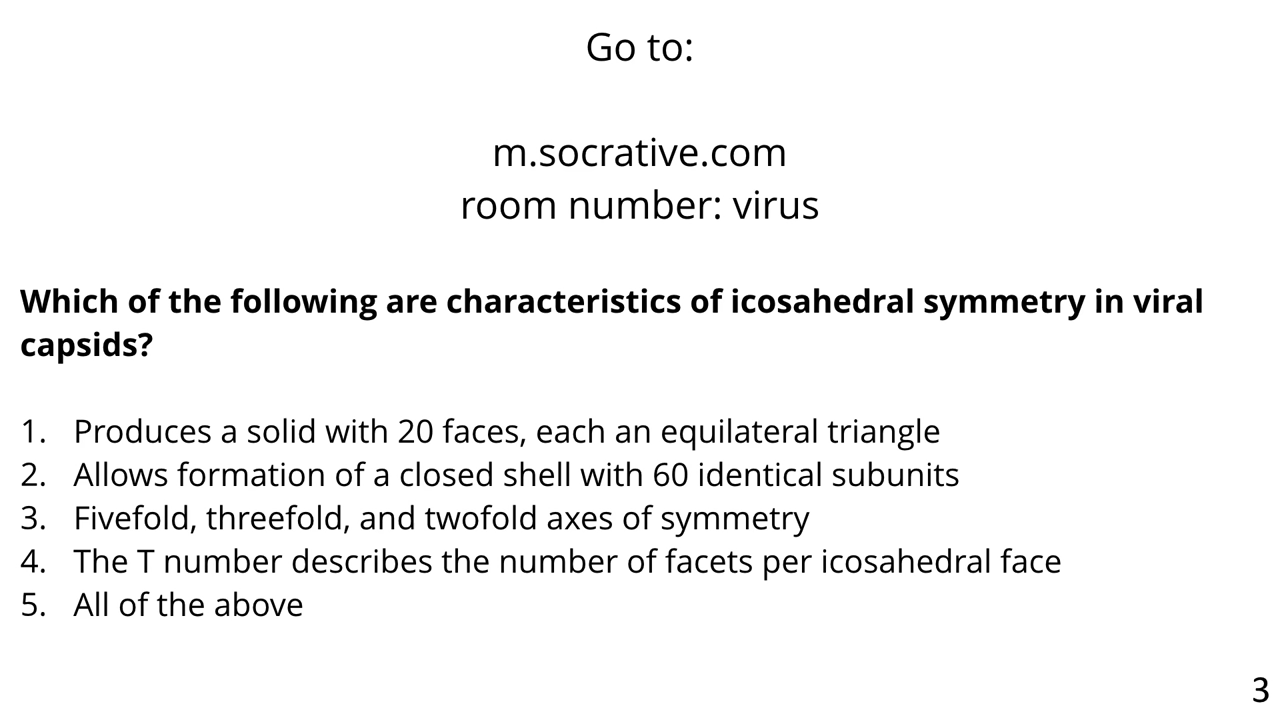 Go to:
m.socrative.com
room number: virus
Which of the following are characteristics of icosahedral symmetry in viral
capsids?
1. Produces a solid with 20 faces, each an equilateral triangle
2. Allows formation of a closed shell with 60 identical subunits
3. Fivefold, threefold, and twofold axes of symmetry
4. The T number describes the number of facets per icosahedral face
5. All of the above
3